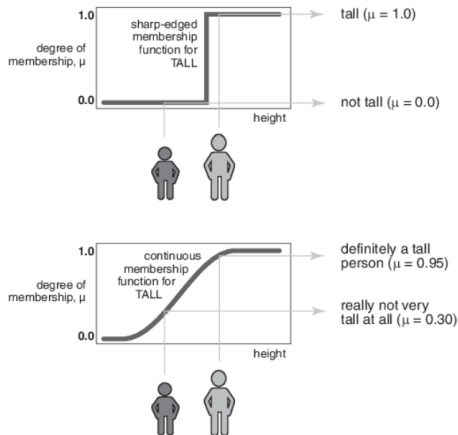 1.0
sharp-edged
membership
function for
TALL
degree of
membership, μ
0.0
height
tall (μ = 1.0)
not tall (μ = 0.0)
1.0
continuous
membership
function for
TALL
degree of
membership, μ
0.0
height
definitely a tall
person (μ = 0.95)
really not very
tall at all (μ = 0.30)